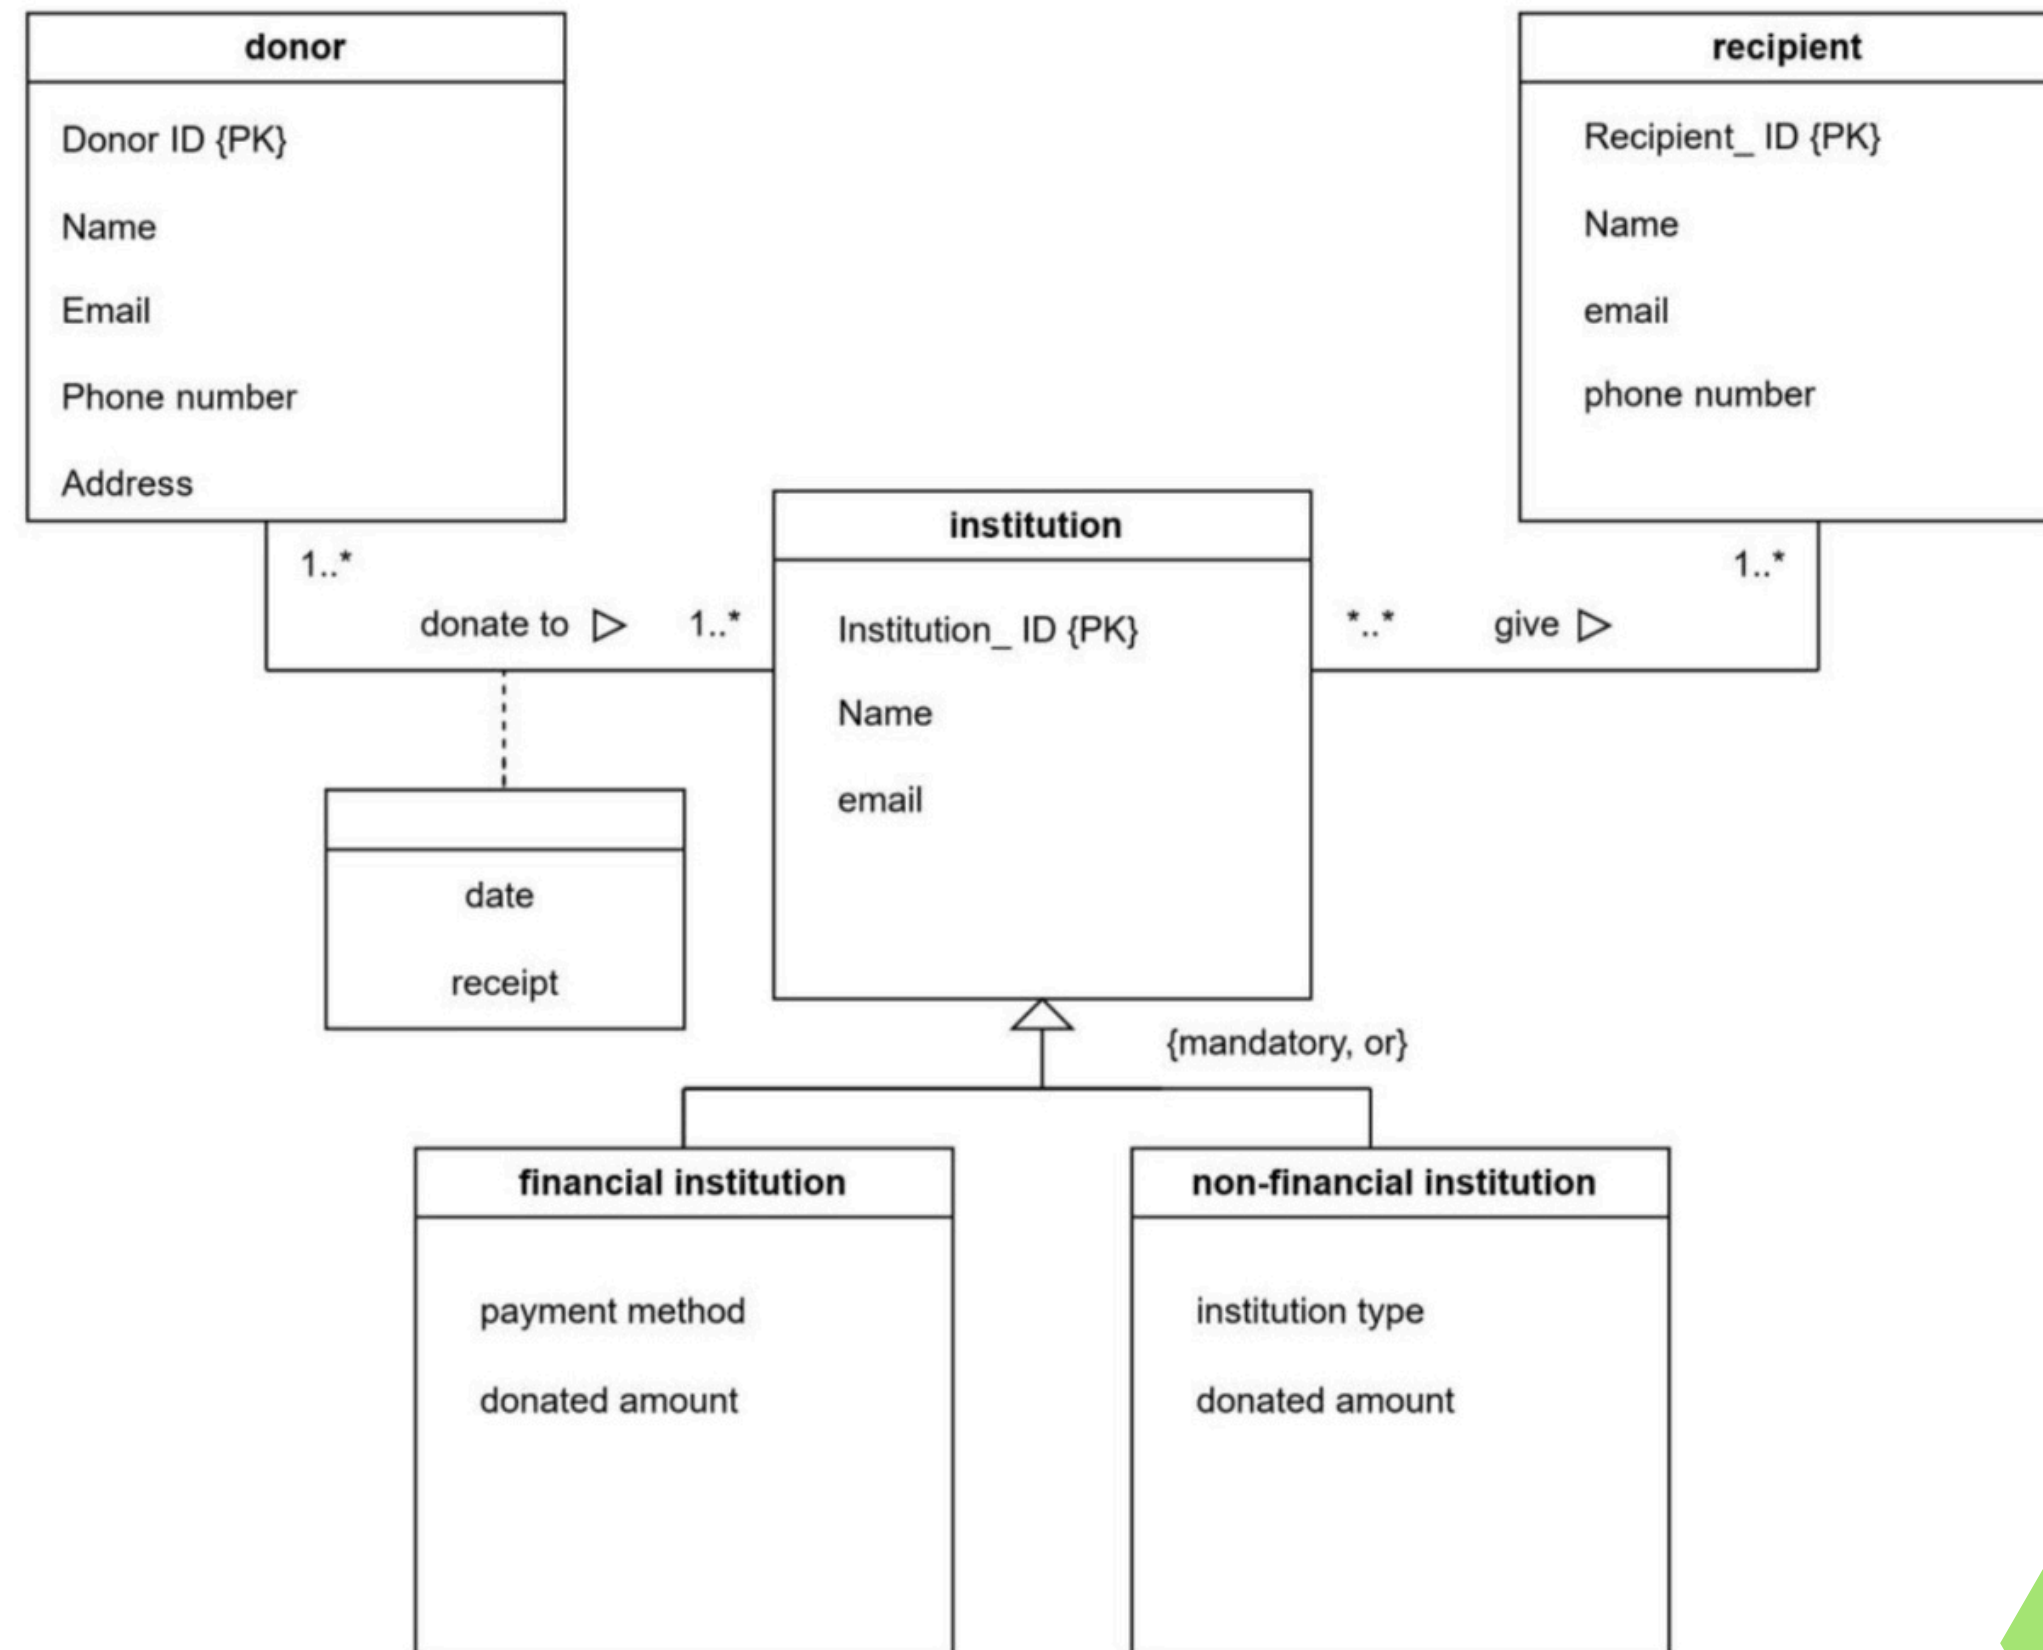 donor
Donor ID {PK}
Name
Email
Phone number
Address
recipient
Recipient_ ID {PK}
Name
email
phone number
1..*
donate to
1..*
institution
Institution_ ID {PK}
Name
email
*..*
give
1..*
date
receipt
{mandatory, or}
financial institution
payment method
donated amount
non-financial institution
institution type
donated amount